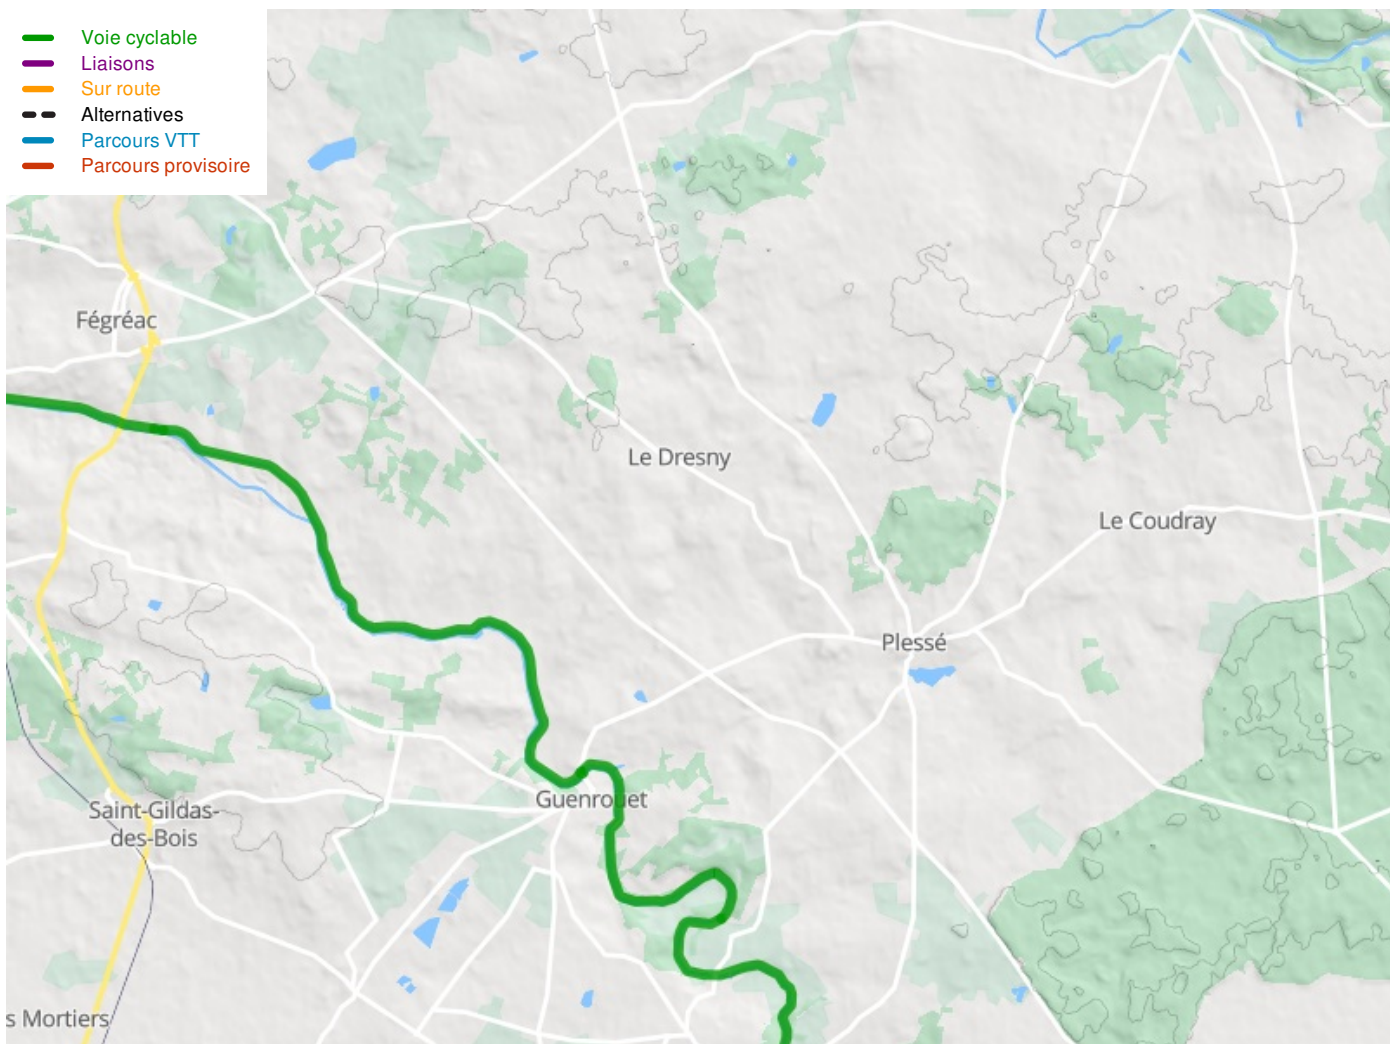 Voie cyclable
Liaisons
Sur route
Alternatives
Parcours VTT
Parcours provisoire
Fégréac
Le Dresny
Le Coudray
Plessé
Guenrouet
Saint-Gildas-
des-Bois
s Mortiers